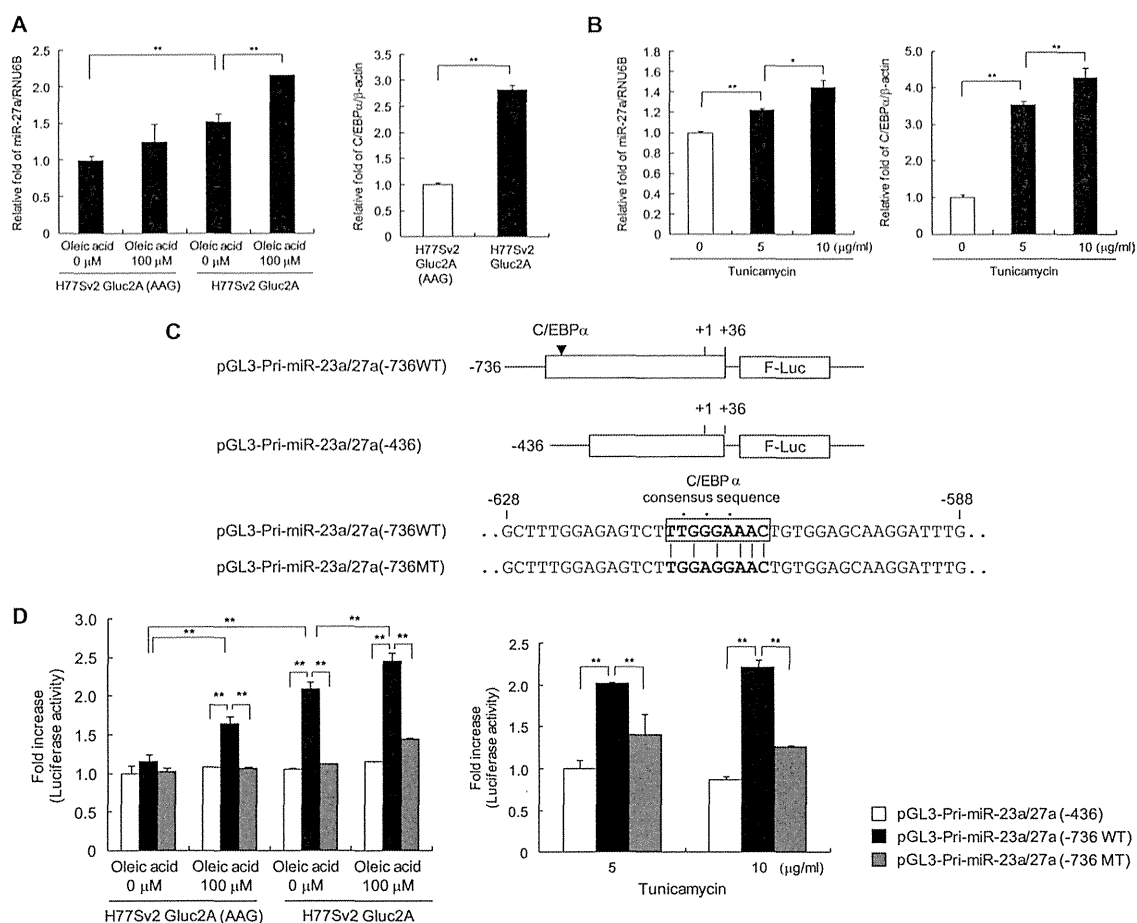 A
Relative fold of miR-27a/RNU6B
2.5
2.0
1.5
1.0
0.5
0
**
**
Oleic acid 0 µM
Oleic acid 100 µM
Oleic acid 0 µM
Oleic acid 100 µM
H77Sv2 Gluc2A (AAG)
H77Sv2 Gluc2A
Relative fold of C/EBPα/β-actin
3.5
3.0
2.5
2.0
1.5
1.0
0.5
0
**
H77Sv2 Gluc2A (AAG)
H77Sv2 Gluc2A
B
Relative fold of miR-27a/RNU6B
1.8
1.6
1.4
1.2
1.0
0.8
0.6
0.4
0.2
0
**
*
0
5
10 (µg/ml)
Tunicamycin
Relative fold of C/EBPα/β-actin
5.0
4.0
3.0
2.0
1.0
0
**
**
0
5
10 (µg/ml)
Tunicamycin
C
C/EBPα
+1 +36
pGL3-Pri-miR-23a/27a(-736WT)
-736
F-Luc
+1 +36
pGL3-Pri-miR-23a/27a(-436)
-436
F-Luc
C/EBPα
consensus sequence
-628
-588
pGL3-Pri-miR-23a/27a(-736WT) ..GCTTTGGAGAGTCTTTGGGAAACTGTGGAGCAAGGATTTG..
pGL3-Pri-miR-23a/27a(-736MT) ..GCTTTGGAGAGTCTTGGAGGAACTGTGGAGCAAGGATTTG..
D
Fold increase
(Luciferase activity)
3.0
2.5
2.0
1.5
1.0
0.5
0
**
**
**
** **
** **
** **
Oleic acid 0 µM
Oleic acid 100 µM
Oleic acid 0 µM
Oleic acid 100 µM
H77Sv2 Gluc2A (AAG)
H77Sv2 Gluc2A
Fold increase
(Luciferase activity)
2.5
2.0
1.5
1.0
0.5
0
** **
** **
5
10 (µg/ml)
Tunicamycin
pGL3-Pri-miR-23a/27a (-436)
pGL3-Pri-miR-23a/27a (-736 WT)
pGL3-Pri-miR-23a/27a (-736 MT)